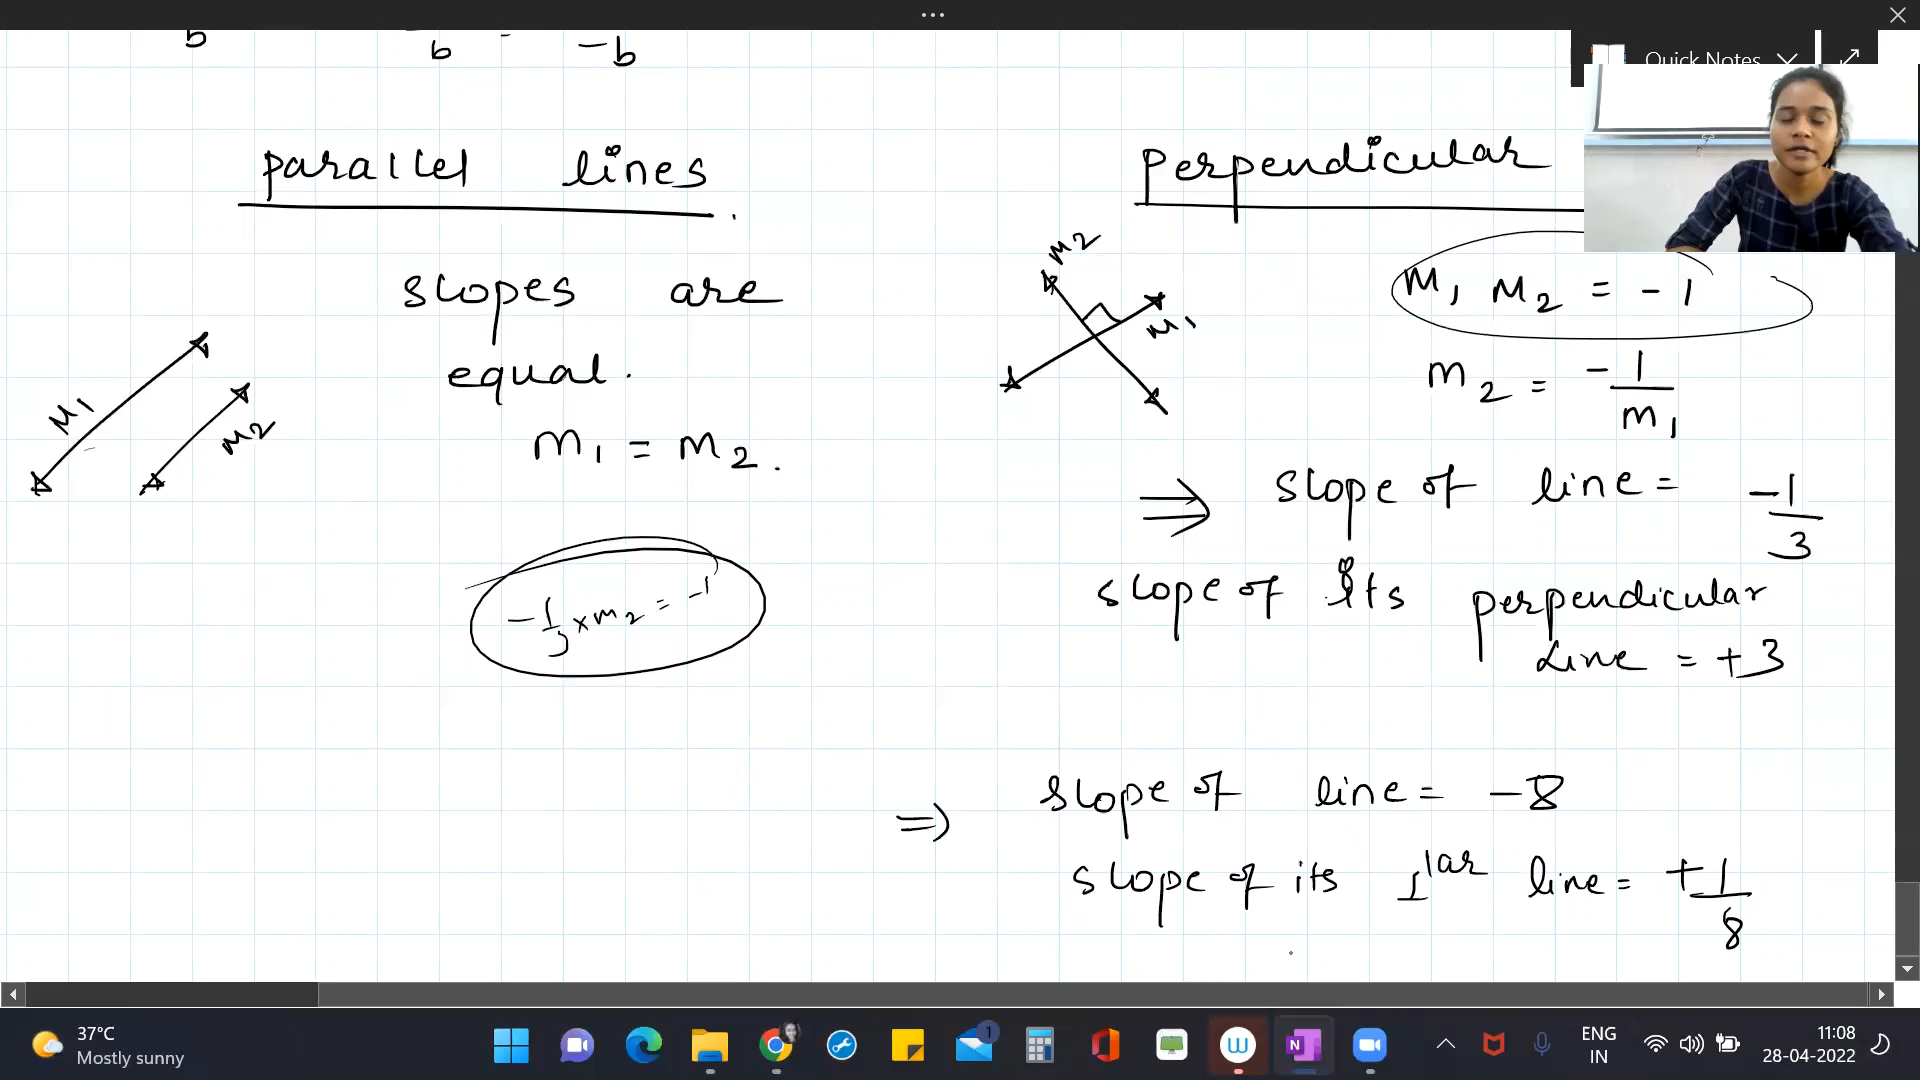 ...
b
b
=
-b
Quick Notes
parallel lines.
perpendicular
slopes are
equal.
m1 = m2.
M1
M2
-1/3 × m2 = -1
M2
M1
M1 M2 = -1
m2 = -1/m1
⇒ slope of line = -1/3
slope of its perpendicular
line = +3
⇒ slope of line = -8
slope of its ⊥lar line = +1/8
37°C
Mostly sunny
1
ENG
IN
11:08
28-04-2022